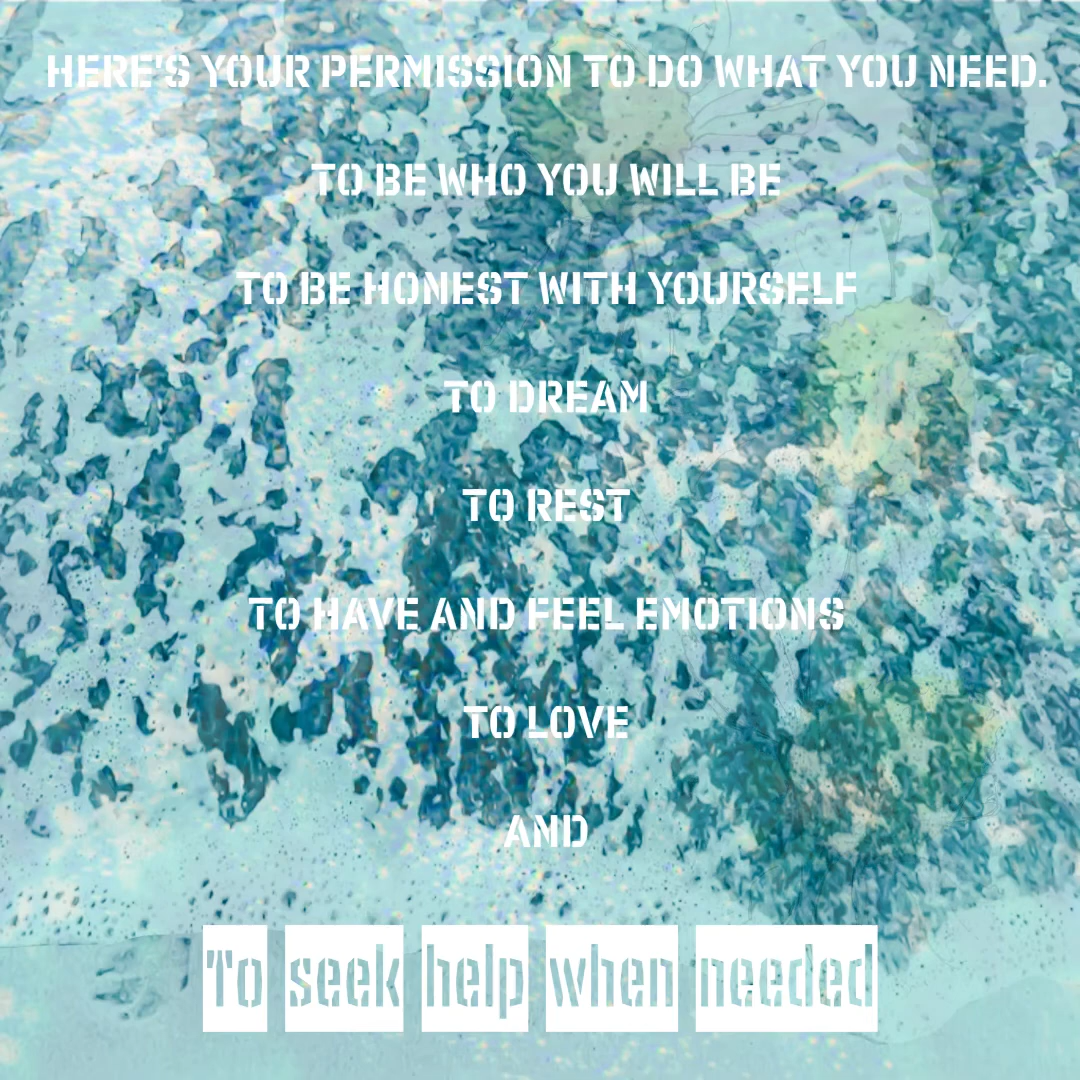 HERE'S YOUR PERMISSION TO DO WHAT YOU NEED.
TO BE WHO YOU WILL BE
TO BE HONEST WITH YOURSELF
TO DREAM
TO REST
TO HAVE AND FEEL EMOTIONS
TO LOVE
AND
To seek help when needed